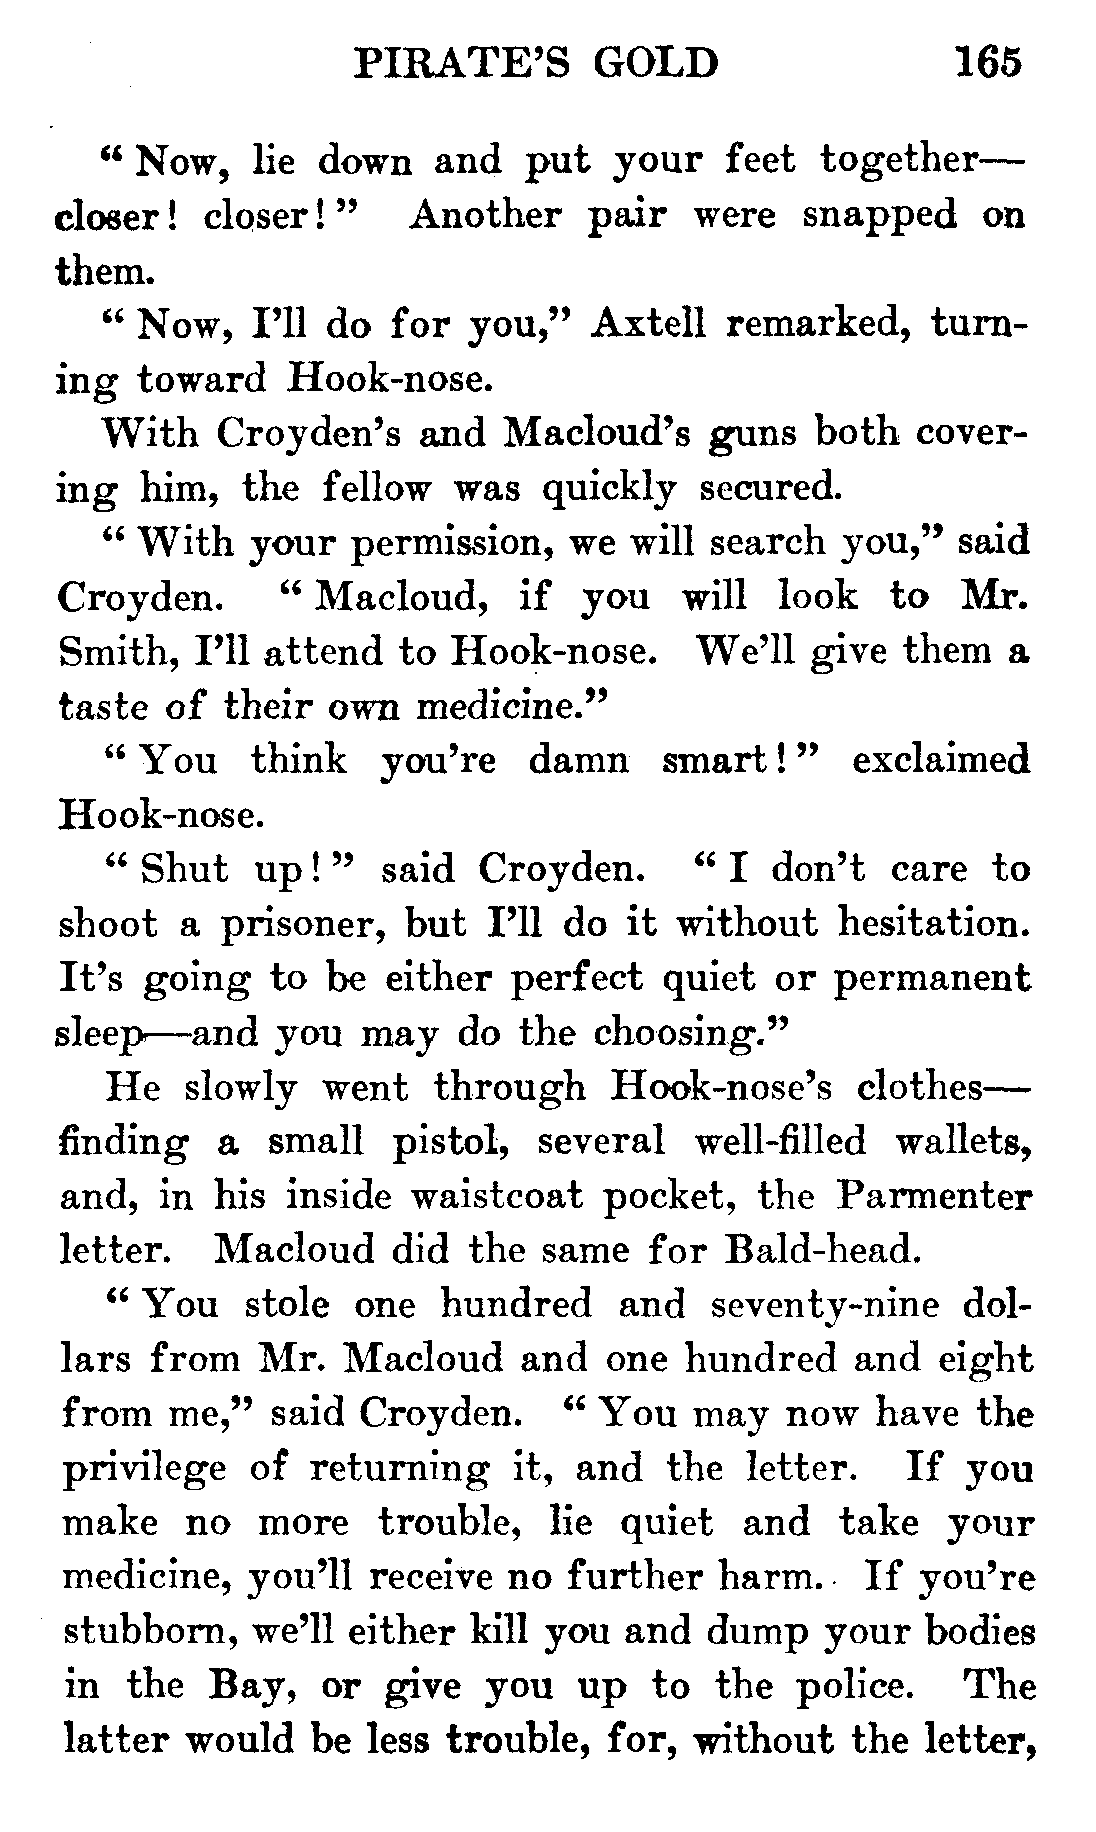 PIRATE'S GOLD 165
" Now, lie down and put your feet together—
closer! closer!" Another pair were snapped on
them.
" Now, I'll do for you," Axtell remarked, turn-
ing toward Hook-nose.
With Croyden's and Macloud's guns both cover-
ing him, the fellow was quickly secured.
" With your permission, we will search you," said
Croyden. " Macloud, if you will look to Mr.
Smith, I'll attend to Hook-nose. We'll give them a
taste of their own medicine."
" You think you're damn smart!" exclaimed
Hook-nose.
" Shut up!" said Croyden. " I don't care to
shoot a prisoner, but I'll do it without hesitation.
It's going to be either perfect quiet or permanent
sleep—and you may do the choosing."
He slowly went through Hook-nose's clothes—
finding a small pistol, several well-filled wallets,
and, in his inside waistcoat pocket, the Parmenter
letter. Macloud did the same for Bald-head.
" You stole one hundred and seventy-nine dol-
lars from Mr. Macloud and one hundred and eight
from me," said Croyden. " You may now have the
privilege of returning it, and the letter. If you
make no more trouble, lie quiet and take your
medicine, you'll receive no further harm. If you're
stubborn, we'll either kill you and dump your bodies
in the Bay, or give you up to the police. The
latter would be less trouble, for, without the letter,